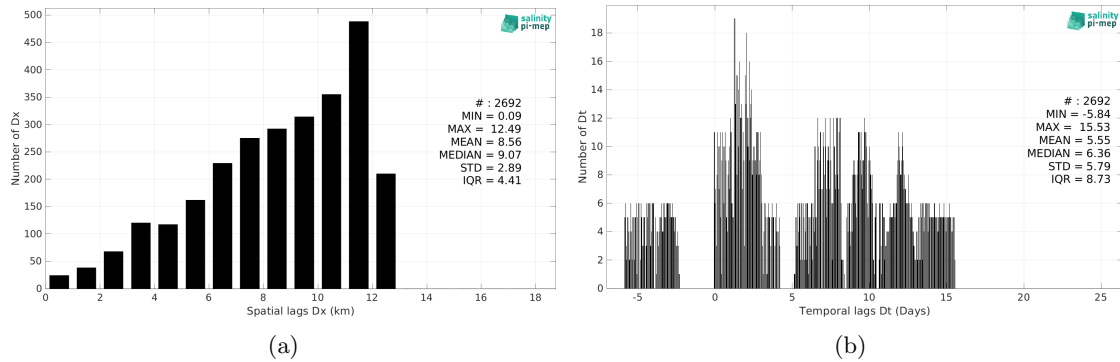 500
450
400
350
300
250
200
150
100
50
0
Number of Dx
0
2
4
6
8
10
12
14
16
18
Spatial lags Dx (km)
salinity
pi-mep
# : 2692
MIN = 0.09
MAX = 12.49
MEAN = 8.56
MEDIAN = 9.07
STD = 2.89
IQR = 4.41
(a)
18
16
14
12
10
8
6
4
2
0
Number of Dt
-5
0
5
10
15
20
25
Temporal lags Dt (Days)
salinity
pi-mep
# : 2692
MIN = -5.84
MAX = 15.53
MEAN = 5.55
MEDIAN = 6.36
STD = 5.79
IQR = 8.73
(b)